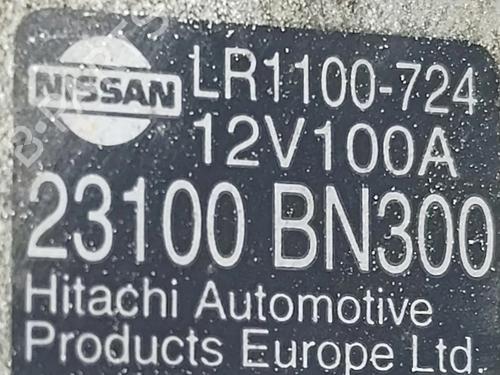 NISSAN
LR1100-724
12V100A
23100 BN300
Hitachi Automotive
Products Europe Ltd.